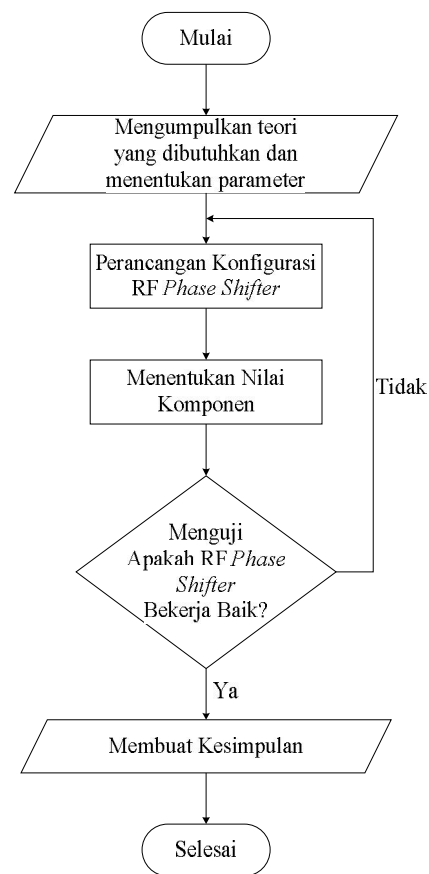 Mulai
Mengumpulkan teori
yang dibutuhkan dan
menentukan parameter
Perancangan Konfigurasi
RF Phase Shifter
Menentukan Nilai
Komponen
Tidak
Menguji
Apakah RF Phase
Shifter
Bekerja Baik?
Ya
Membuat Kesimpulan
Selesai